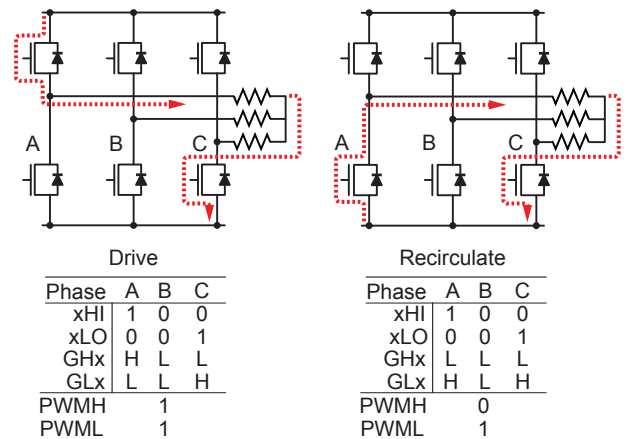 A B C
A B C
Drive
Phase A B C
xHI 1 0 0
xLO 0 0 1
GHx H L L
GLx L L H
PWMH 1
PWML 1
Recirculate
Phase A B C
xHI 1 0 0
xLO 0 0 1
GHx L L L
GLx H L H
PWMH 0
PWML 1